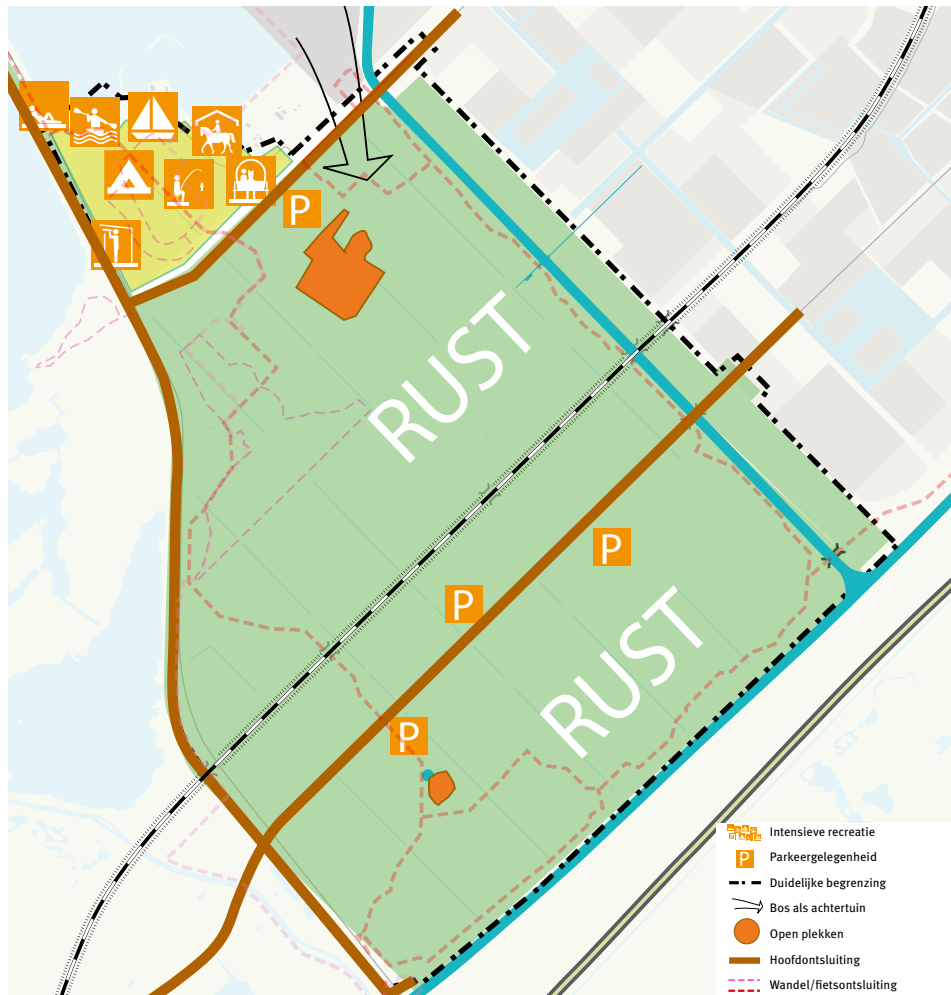 P
RUST
P
P
RUST
P
Intensieve recreatie
P Parkeergelegenheid
Duidelijke begrenzing
Bos als achtertuin
Open plekken
Hoofdontsluiting
Wandel/fietsontsluiting